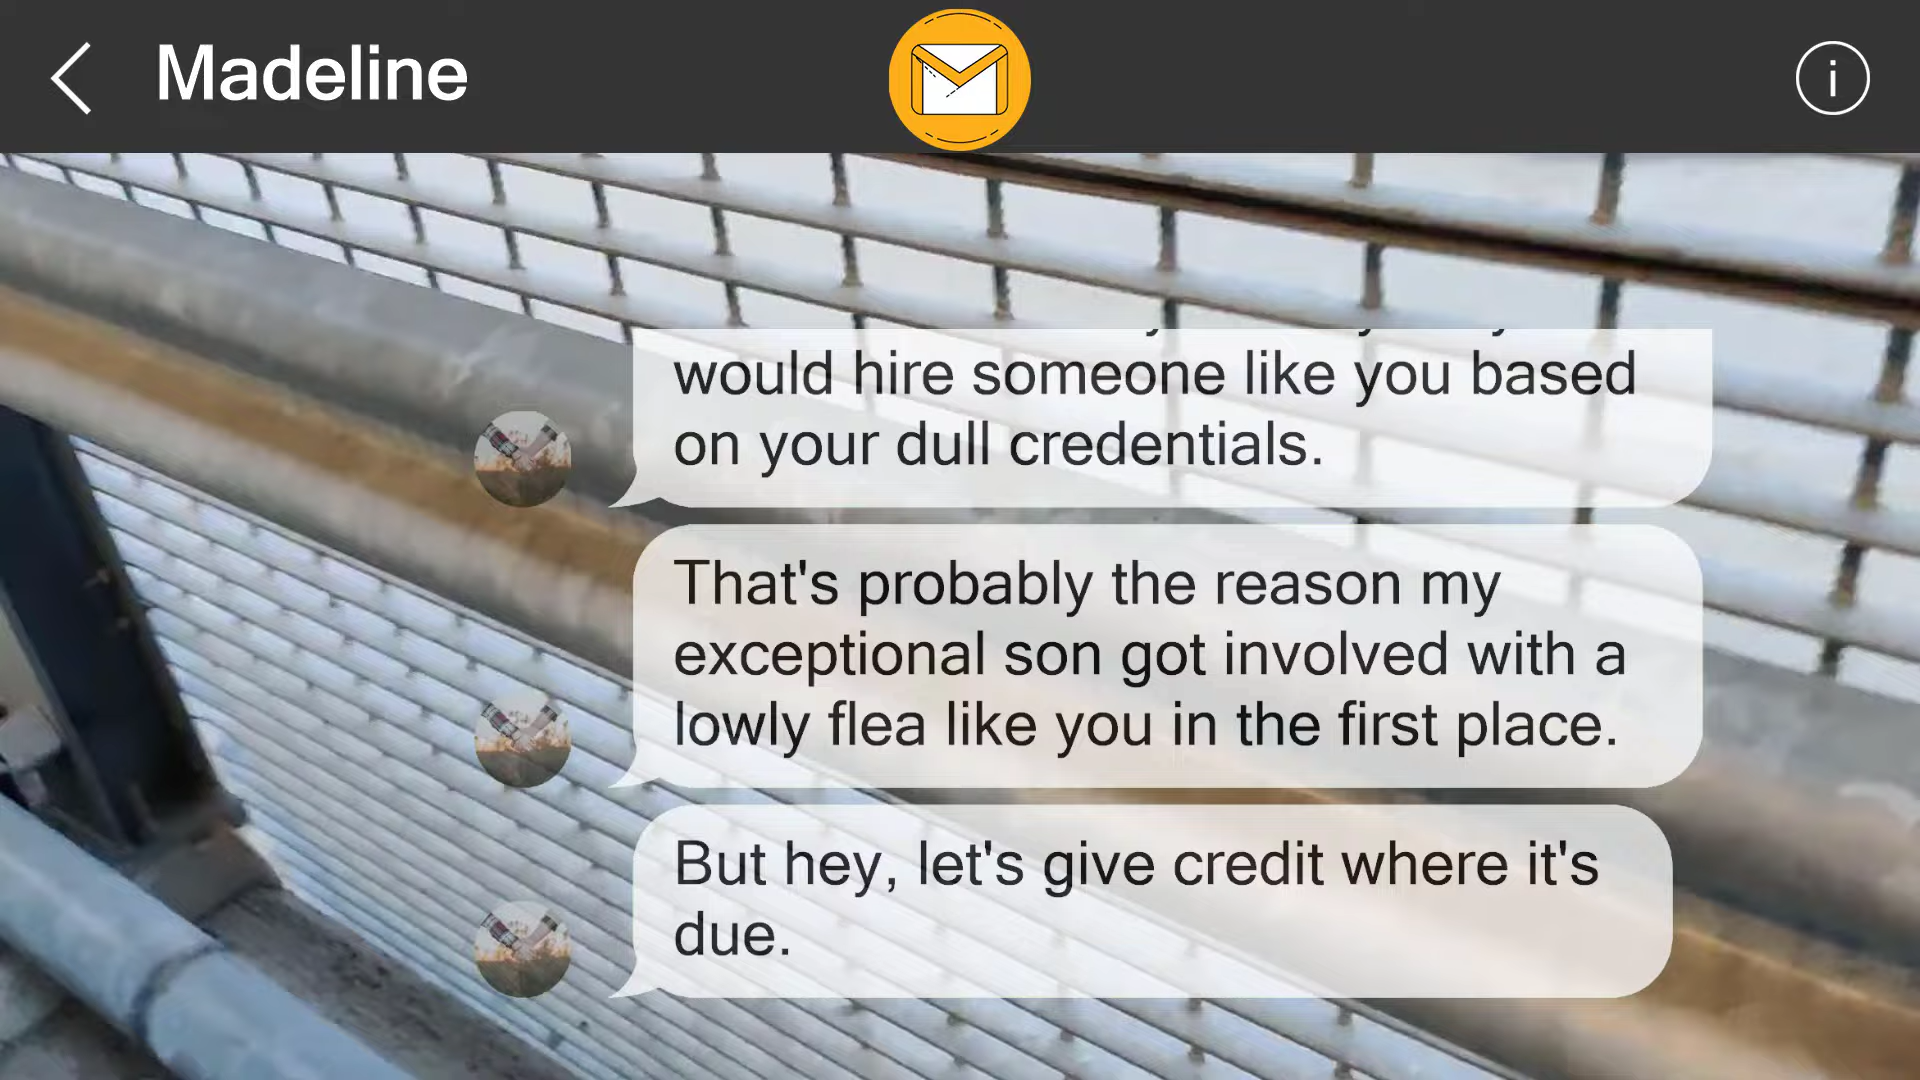 Madeline
would hire someone like you based
on your dull credentials.
That's probably the reason my
exceptional son got involved with a
lowly flea like you in the first place.
But hey, let's give credit where it's
due.